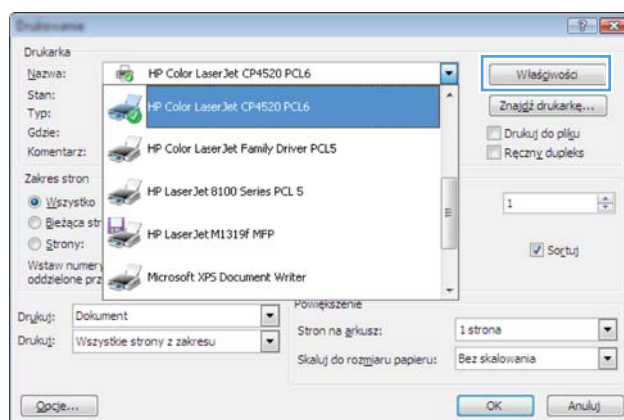 Drukowanie
Drukarka
Nazwa: HP Color LaserJet CP4520 PCL6 Właściwości
Stan: HP Color LaserJet CP4520 PCL6 Znajdź drukarkę...
Typ:
Gdzie: Drukuj do pliku
Komentarz: HP Color LaserJet Family Driver PCL5 Ręczny dupleks
Zakres stron
HP LaserJet 8100 Series PCL 5
Wszystko 1
Bieżąca str
HP LaserJet M1319f MFP
Strony: Sortuj
Wstaw numery
oddzielone prz Microsoft XPS Document Writer
Powiększenie
Drukuj: Dokument Stron na arkusz: 1 strona
Drukuj: Wszystkie strony z zakresu Skaluj do rozmiaru papieru: Bez skalowania
Opcje... OK Anuluj